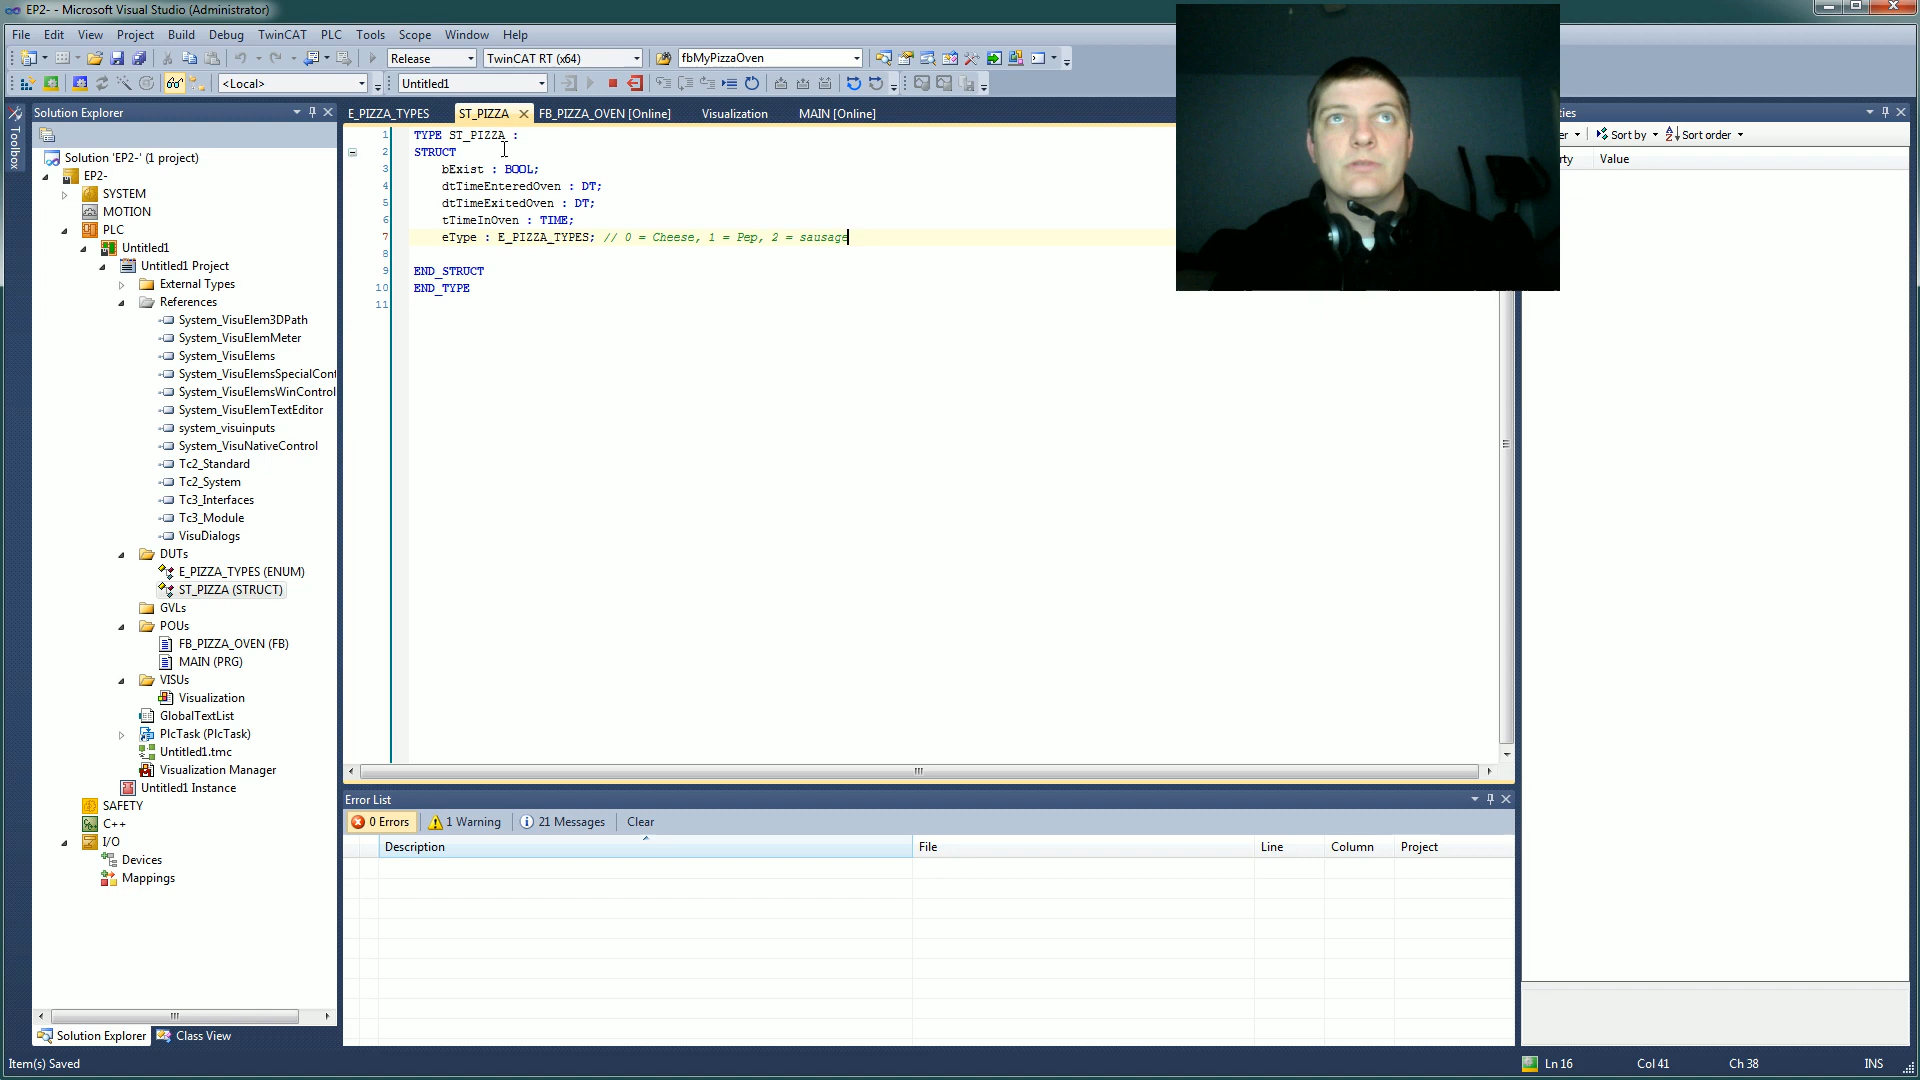 EP2- - Microsoft Visual Studio (Administrator)
File Edit View Project Build Debug TwinCAT PLC Tools Scope Window Help
Release TwinCAT RT (x64) fbMyPizzaOven
<Local> Untitled1
Solution Explorer
E_PIZZA_TYPES ST_PIZZA FB_PIZZA_OVEN [Online] Visualization MAIN [Online]
Toolbox
Solution 'EP2-' (1 project)
EP2-
SYSTEM
MOTION
PLC
Untitled1
Untitled1 Project
External Types
References
System_VisuElem3DPath
System_VisuElemMeter
System_VisuElems
System_VisuElemsSpecialCont
System_VisuElemsWinControl
System_VisuElemTextEditor
system_visuinputs
System_VisuNativeControl
Tc2_Standard
Tc2_System
Tc3_Interfaces
Tc3_Module
VisuDialogs
DUTs
E_PIZZA_TYPES (ENUM)
ST_PIZZA (STRUCT)
GVLs
POUs
FB_PIZZA_OVEN (FB)
MAIN (PRG)
VISUs
Visualization
GlobalTextList
PlcTask (PlcTask)
Untitled1.tmc
Visualization Manager
Untitled1 Instance
SAFETY
C++
I/O
Devices
Mappings
Solution Explorer Class View
1 TYPE ST_PIZZA :
2 STRUCT
3 bExist : BOOL;
4 dtTimeEnteredOven : DT;
5 dtTimeExitedOven : DT;
6 tTimeInOven : TIME;
7 eType : E_PIZZA_TYPES; // 0 = Cheese, 1 = Pep, 2 = sausage
8
9 END_STRUCT
10 END_TYPE
11
ties
er Sort by Sort order
rty Value
Error List
0 Errors 1 Warning 21 Messages Clear
Description File Line Column Project
Item(s) Saved Ln 16 Col 41 Ch 38 INS